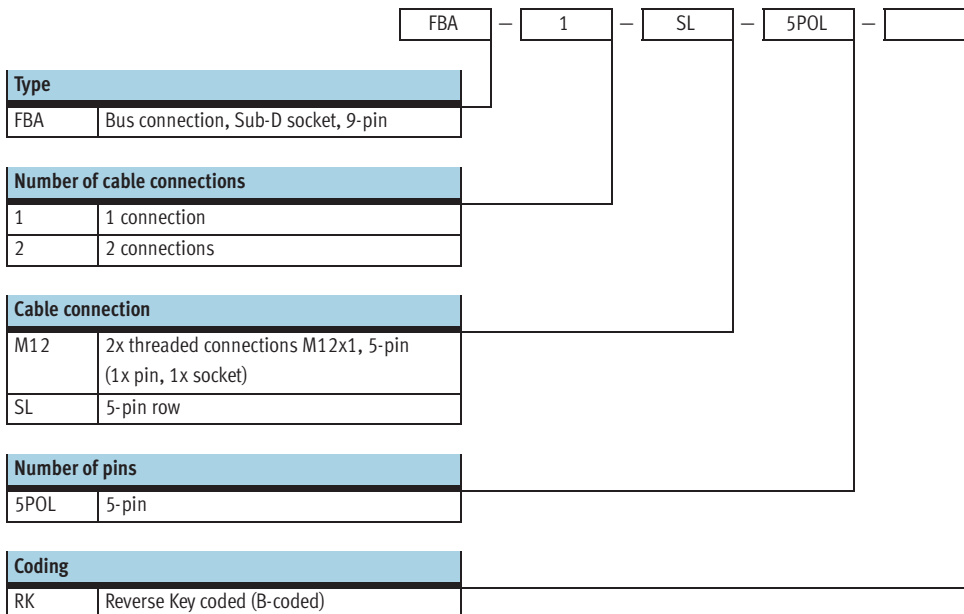 FBA – 1 – SL – 5POL –
Type
FBA Bus connection, Sub-D socket, 9-pin
Number of cable connections
1 1 connection
2 2 connections
Cable connection
M12 2x threaded connections M12x1, 5-pin
(1x pin, 1x socket)
SL 5-pin row
Number of pins
5POL 5-pin
Coding
RK Reverse Key coded (B-coded)